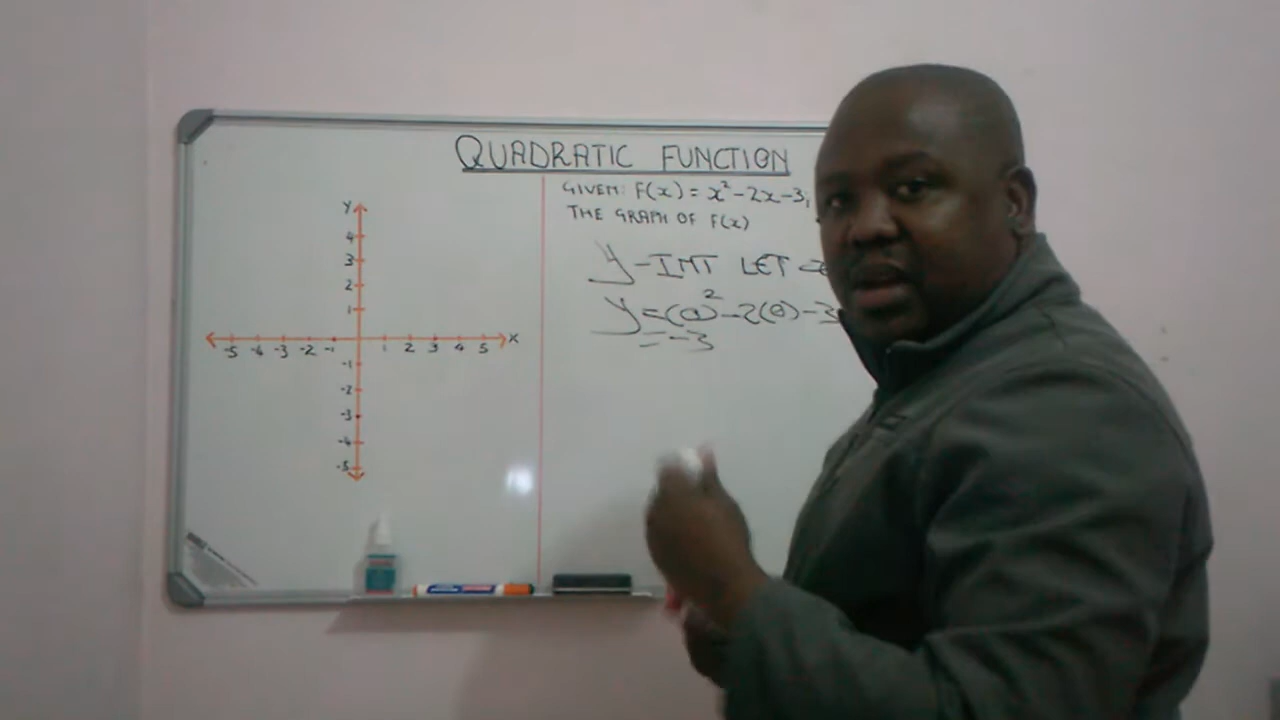 QUADRATIC FUNCTION
GIVEN: F(x) = x² - 2x - 3,
THE GRAPH OF F(x)
y-INT LET
y = (0)² - 2(0) - 3
= -3
Y
4
3
2
1
-5 -4 -3 -2 -1 1 2 3 4 5 X
-1
-2
-3
-4
-5